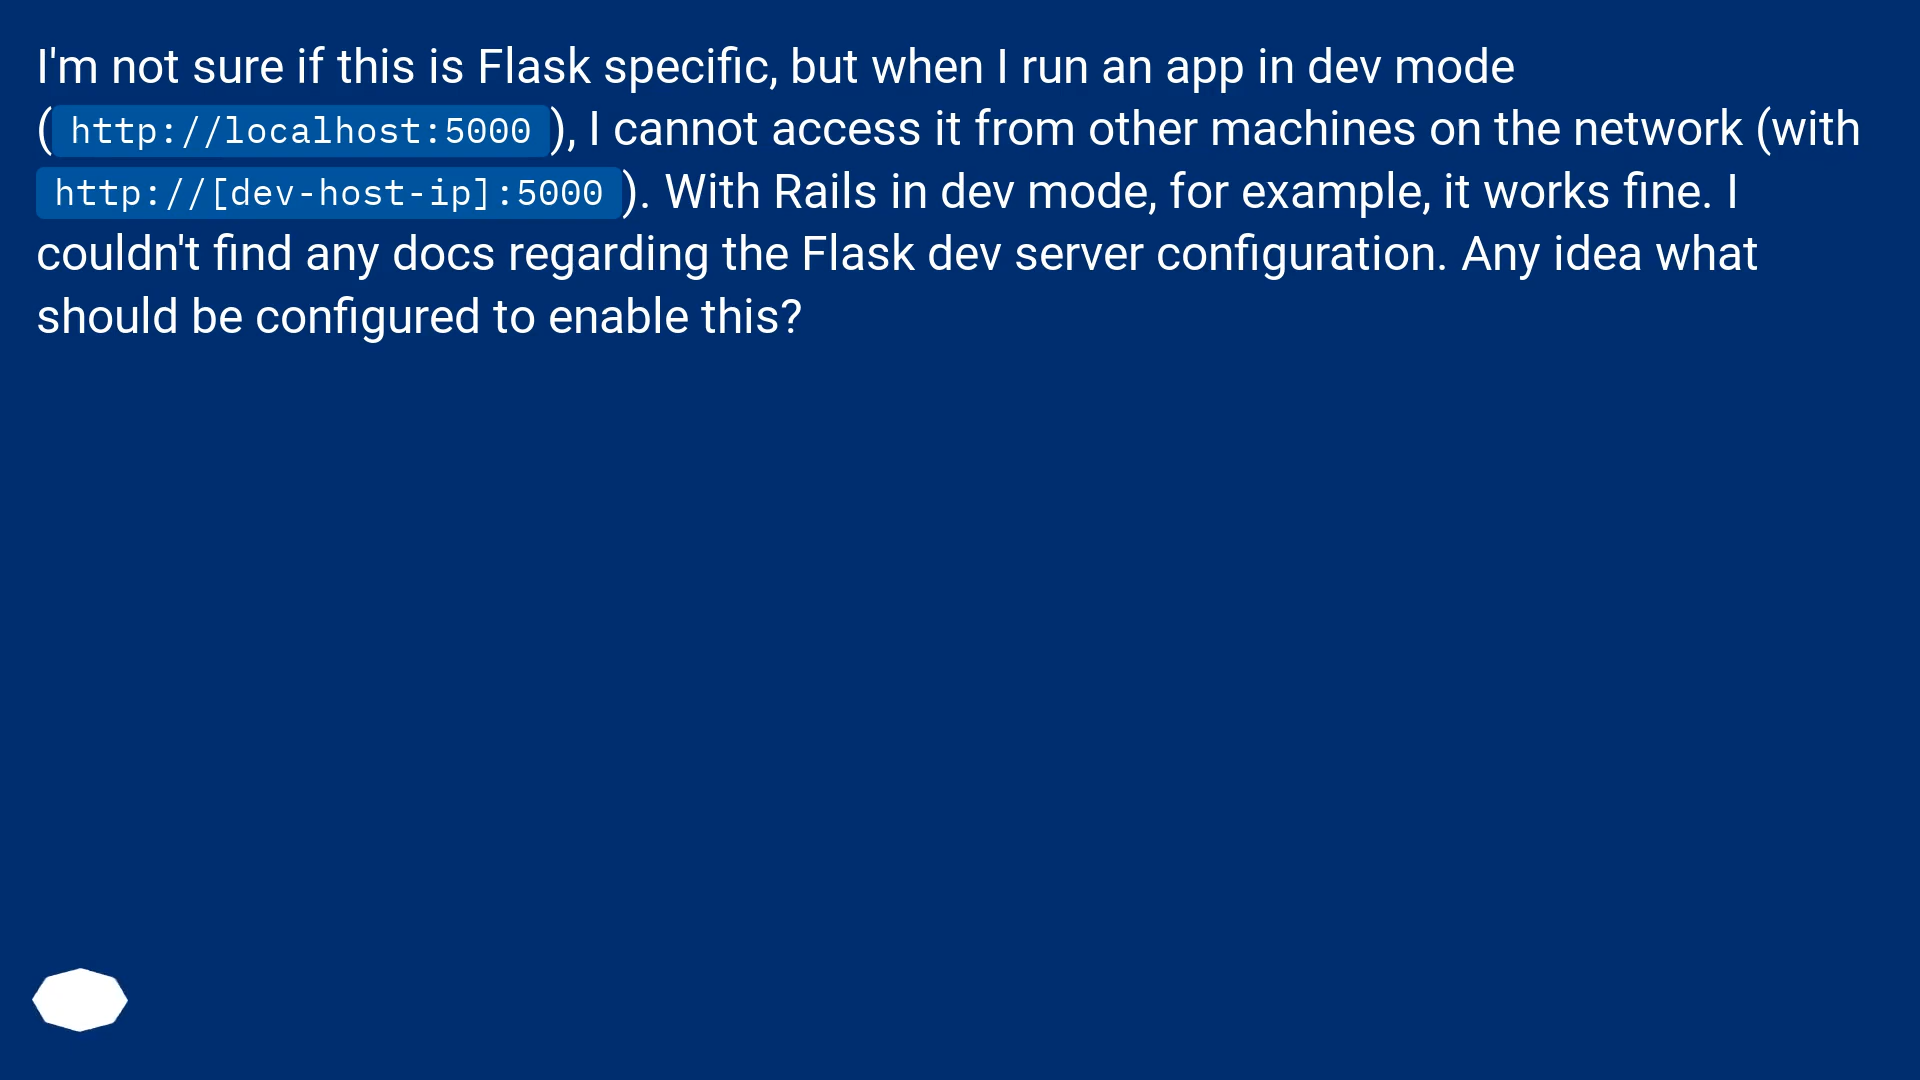 I'm not sure if this is Flask specific, but when I run an app in dev mode
(http://localhost:5000), I cannot access it from other machines on the network (with
http://[dev-host-ip]:5000). With Rails in dev mode, for example, it works fine. I
couldn't find any docs regarding the Flask dev server configuration. Any idea what
should be configured to enable this?